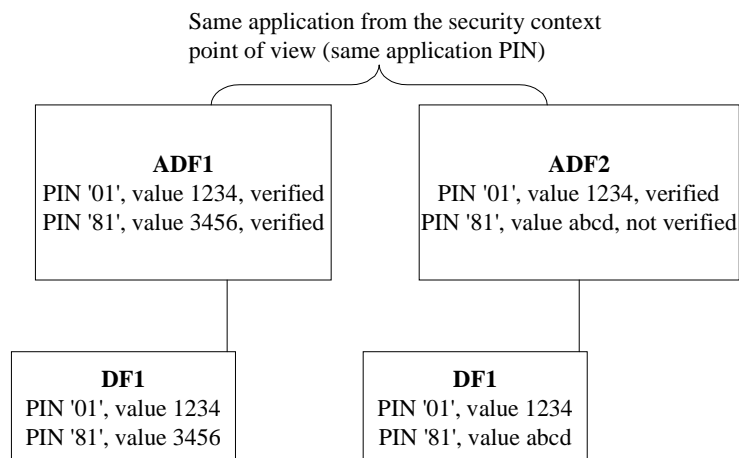 Same application from the security context
point of view (same application PIN)
ADF1
PIN '01', value 1234, verified
PIN '81', value 3456, verified
ADF2
PIN '01', value 1234, verified
PIN '81', value abcd, not verified
DF1
PIN '01', value 1234
PIN '81', value 3456
DF1
PIN '01', value 1234
PIN '81', value abcd